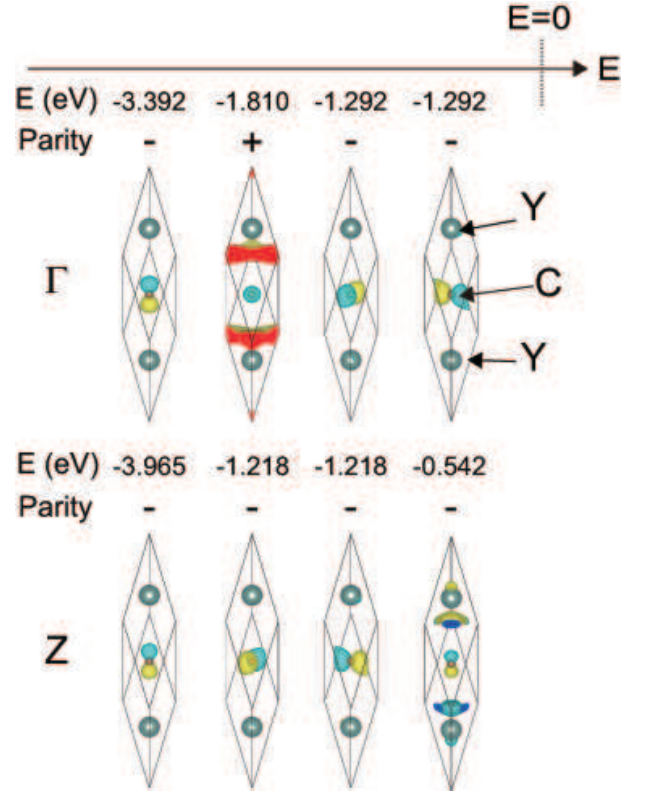 E=0
E
E (eV) -3.392 -1.810 -1.292 -1.292
Parity - + - -
Y
Γ
C
Y
E (eV) -3.965 -1.218 -1.218 -0.542
Parity - - - -
Z